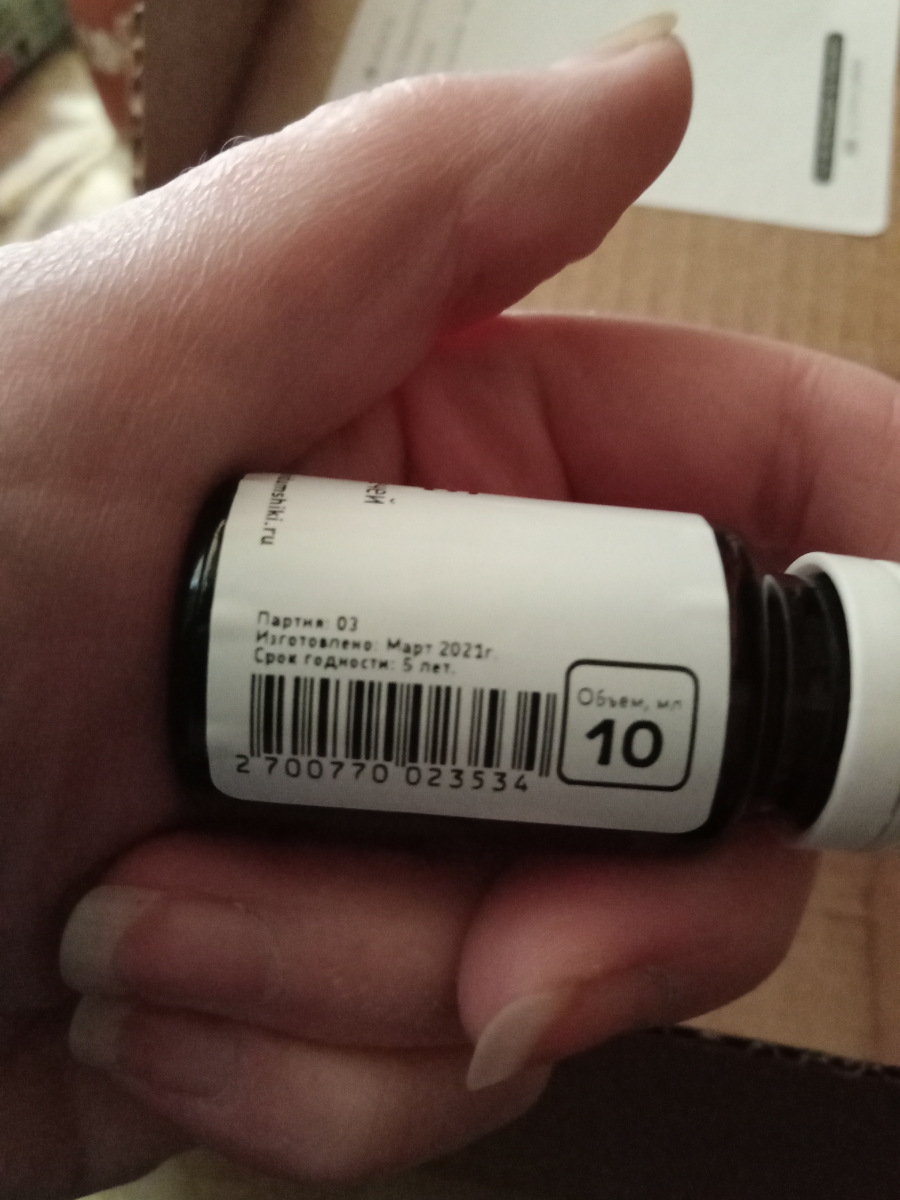 Партия: 03
Изготовлено: Март 2021г.
Срок годности: 5 лет.
2 700770 023534
Объем, мл
10